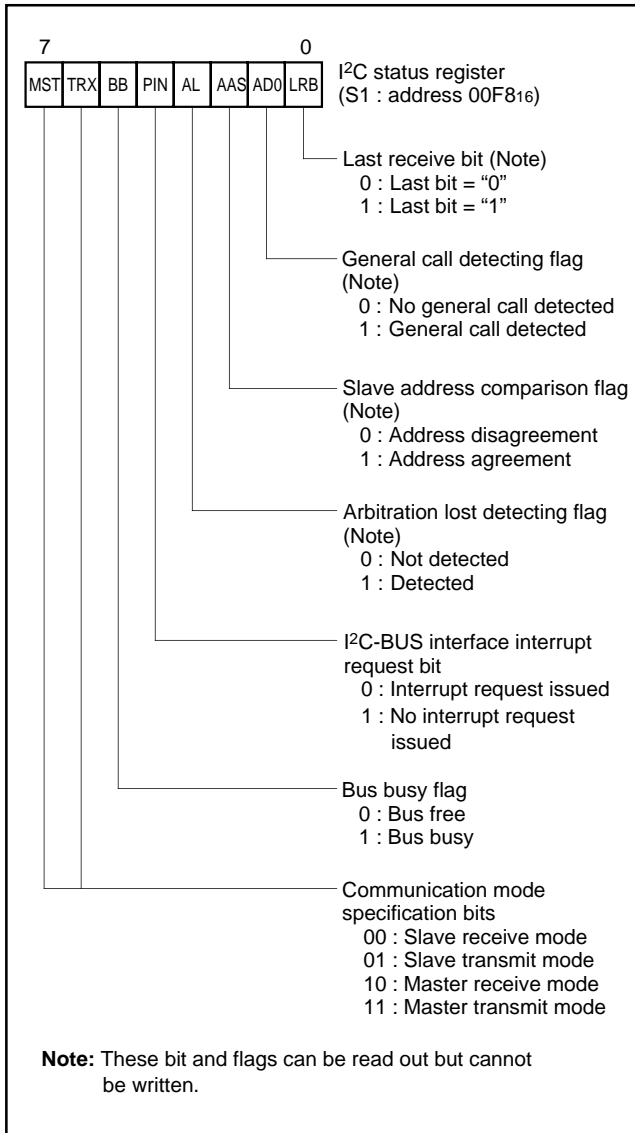 7 0
MST TRX BB PIN AL AAS AD0 LRB
I²C status register
(S1 : address 00F8₁₆)
Last receive bit (Note)
0 : Last bit = “0”
1 : Last bit = “1”
General call detecting flag
(Note)
0 : No general call detected
1 : General call detected
Slave address comparison flag
(Note)
0 : Address disagreement
1 : Address agreement
Arbitration lost detecting flag
(Note)
0 : Not detected
1 : Detected
I²C-BUS interface interrupt
request bit
0 : Interrupt request issued
1 : No interrupt request
issued
Bus busy flag
0 : Bus free
1 : Bus busy
Communication mode
specification bits
00 : Slave receive mode
01 : Slave transmit mode
10 : Master receive mode
11 : Master transmit mode
Note: These bit and flags can be read out but cannot
be written.